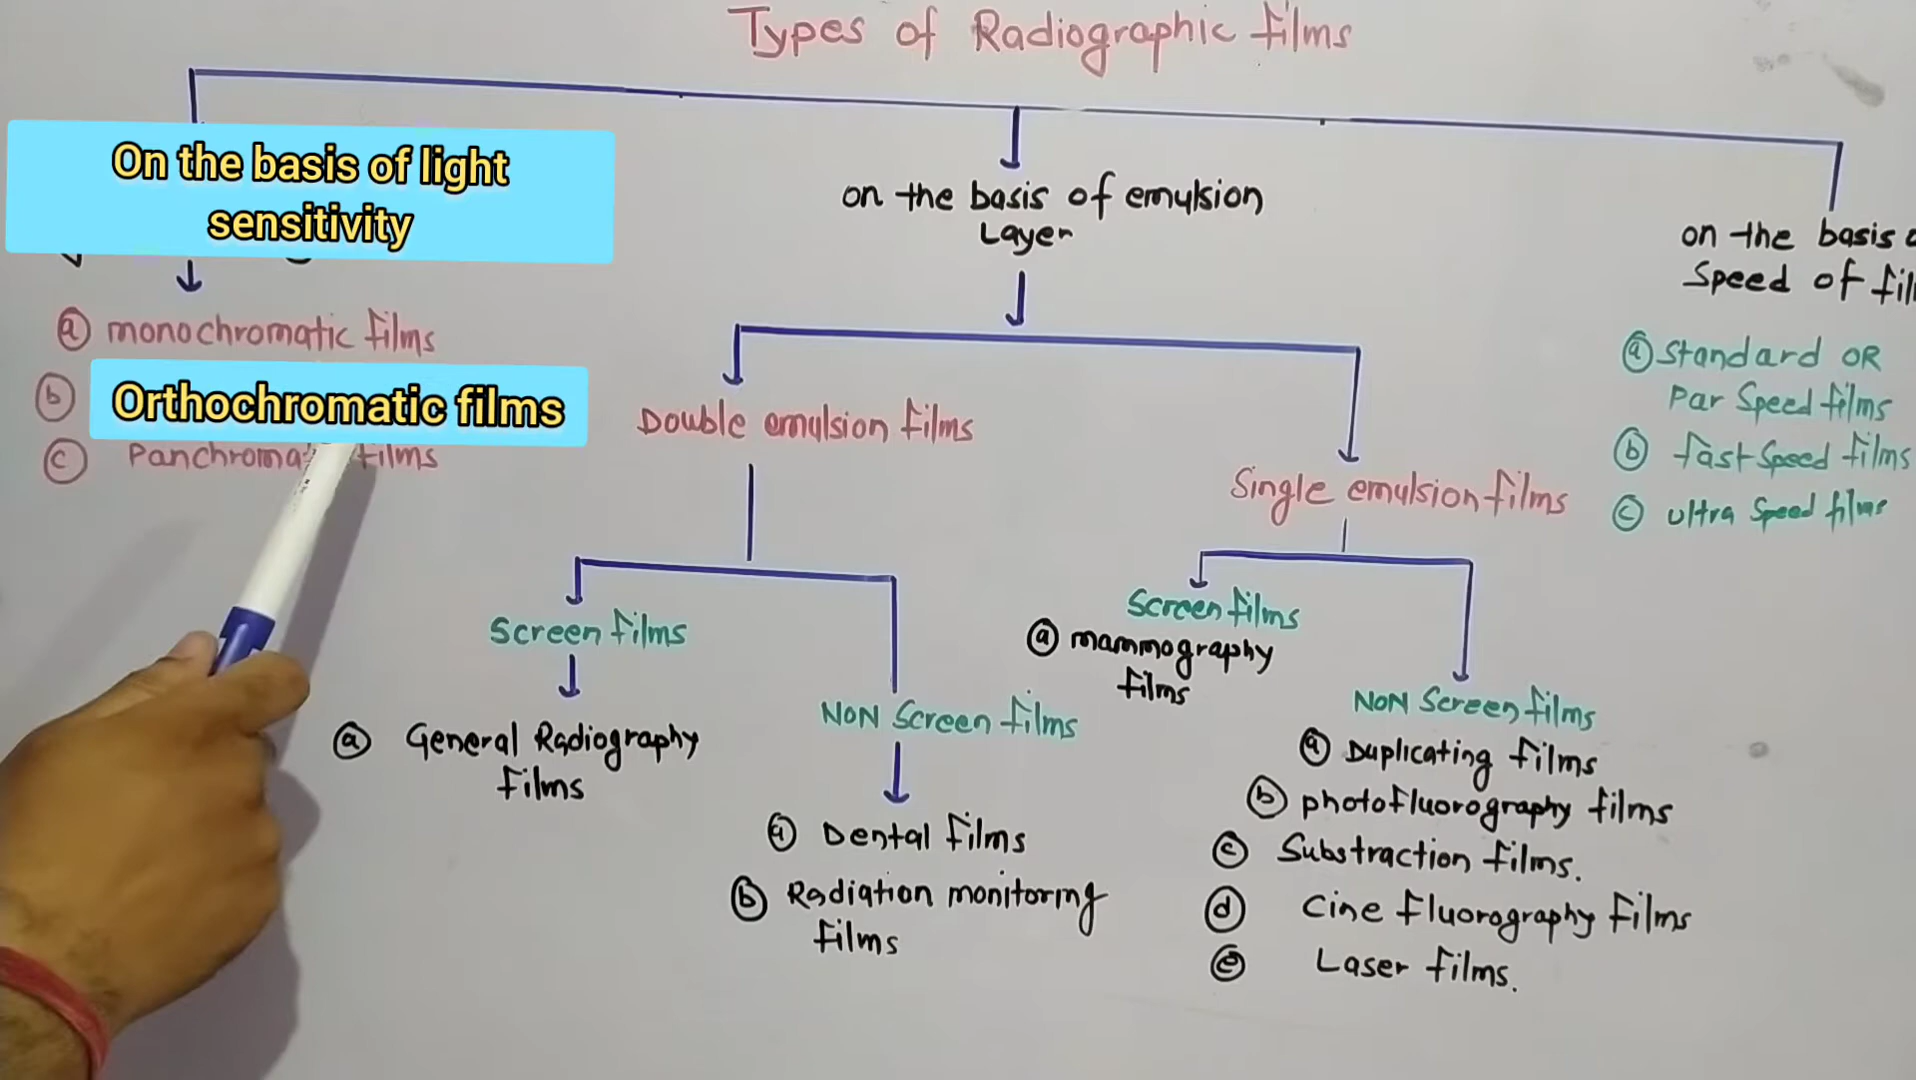 Types of Radiographic films
On the basis of light
sensitivity
ⓐ monochromatic films
ⓑ
Orthochromatic films
ⓒ films
on the basis of emulsion
Layer
Double emulsion films
Screen films
ⓐ General Radiography
films
NON Screen films
ⓐ Dental films
ⓑ Radiation monitoring
films
Single emulsion films
Screen films
ⓐ mammography
films
NON Screen films
ⓐ Duplicating films
ⓑ photofluorography films
ⓒ Substraction films.
ⓓ Cine fluorography films
ⓔ Laser films.
on the basis
Speed of
ⓐ Standard OR
Par Speed films
ⓑ fast Speed films
ⓒ ultra Speed films